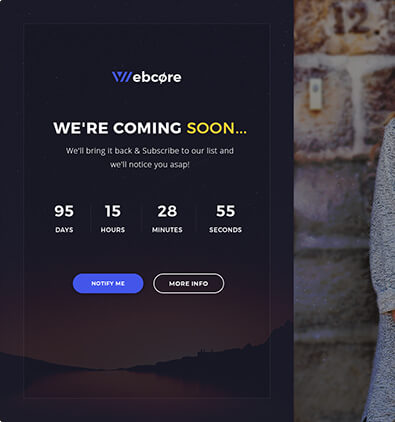 Webcøre
WE'RE COMING SOON...
We'll bring it back & Subscribe to our list and
we'll notice you asap!
95 15 28 55
DAYS HOURS MINUTES SECONDS
NOTIFY ME MORE INFO
12.